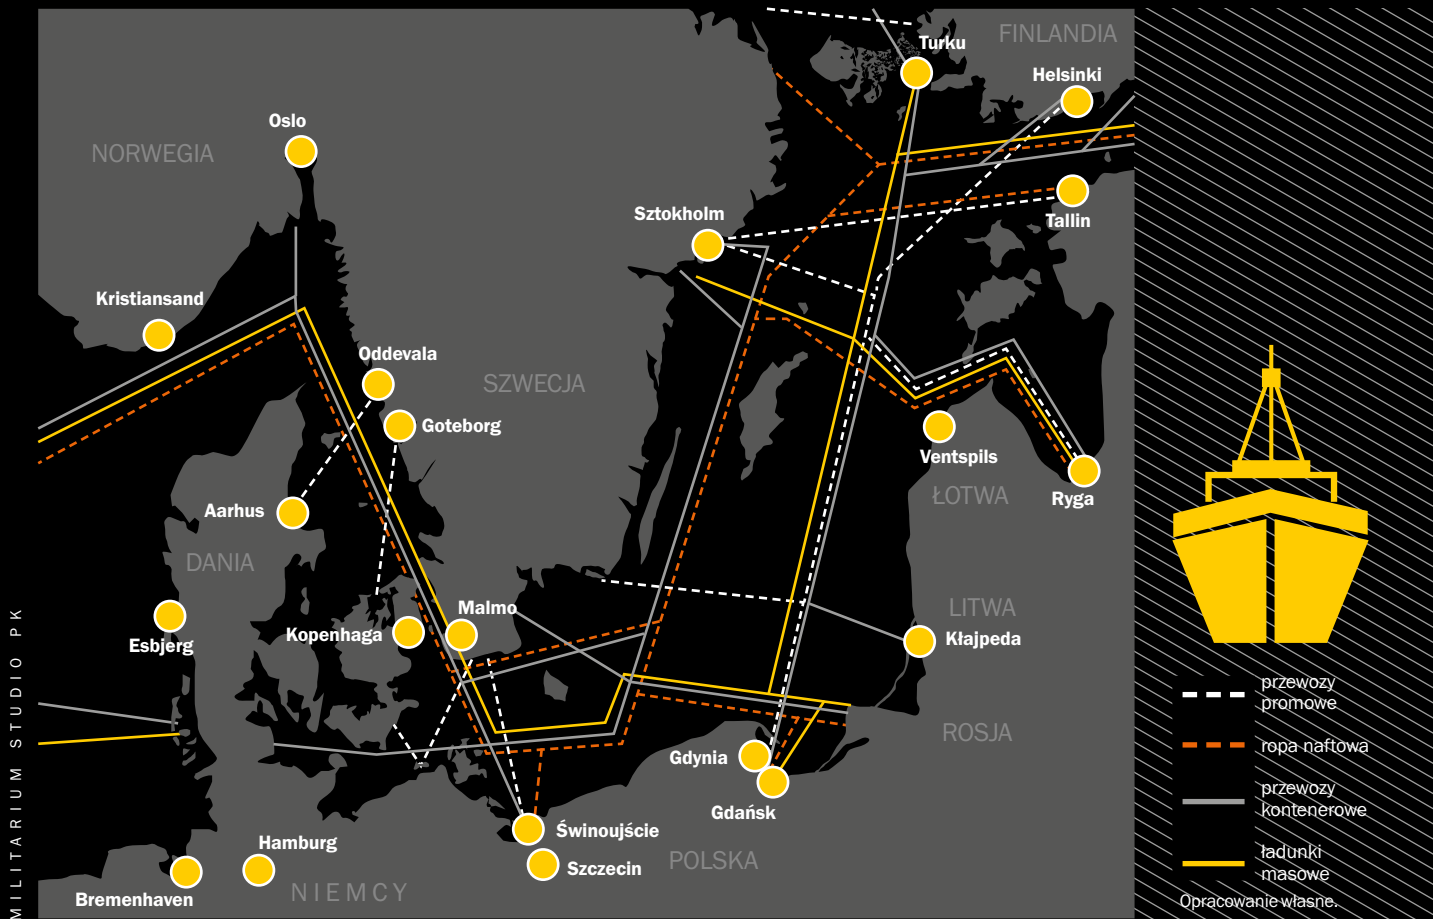 FINLANDIA
Turku
Helsinki
Oslo
NORWEGIA
Sztokholm
Tallin
Kristiansand
Oddevala
SZWECJA
Goteborg
Ventspils
ŁOTWA
Ryga
Aarhus
DANIA
LITWA
Malmo
Kopenhaga
Kłajpeda
Esbjerg
ROSJA
Gdynia
Gdańsk
Świnoujście
Szczecin
POLSKA
Hamburg
Bremenhaven
NIEMCY
MILITARIUM STUDIO PK
przewozy
promowe
ropa naftowa
przewozy
kontenerowe
ładunki
masowe
Opracowanie własne.